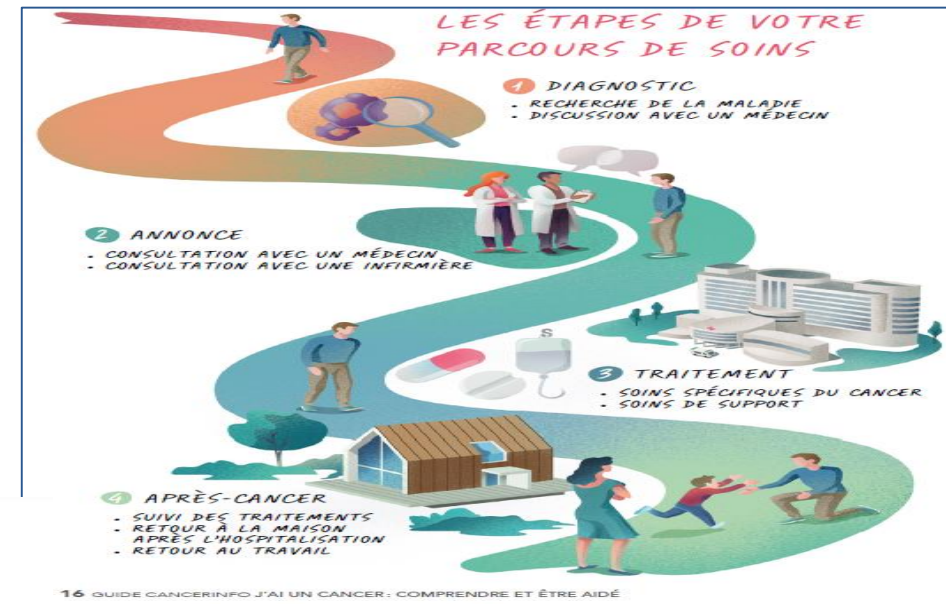 LES ÉTAPES DE VOTRE
PARCOURS DE SOINS
1 DIAGNOSTIC
• RECHERCHE DE LA MALADIE
• DISCUSSION AVEC UN MÉDECIN
2 ANNONCE
• CONSULTATION AVEC UN MÉDECIN
• CONSULTATION AVEC UNE INFIRMIÈRE
3 TRAITEMENT
• SOINS SPÉCIFIQUES DU CANCER
• SOINS DE SUPPORT
4 APRÈS-CANCER
• SUIVI DES TRAITEMENTS
• RETOUR À LA MAISON
APRÈS L'HOSPITALISATION
• RETOUR AU TRAVAIL
16 GUIDE CANCERINFO J'AI UN CANCER : COMPRENDRE ET ÊTRE AIDÉ